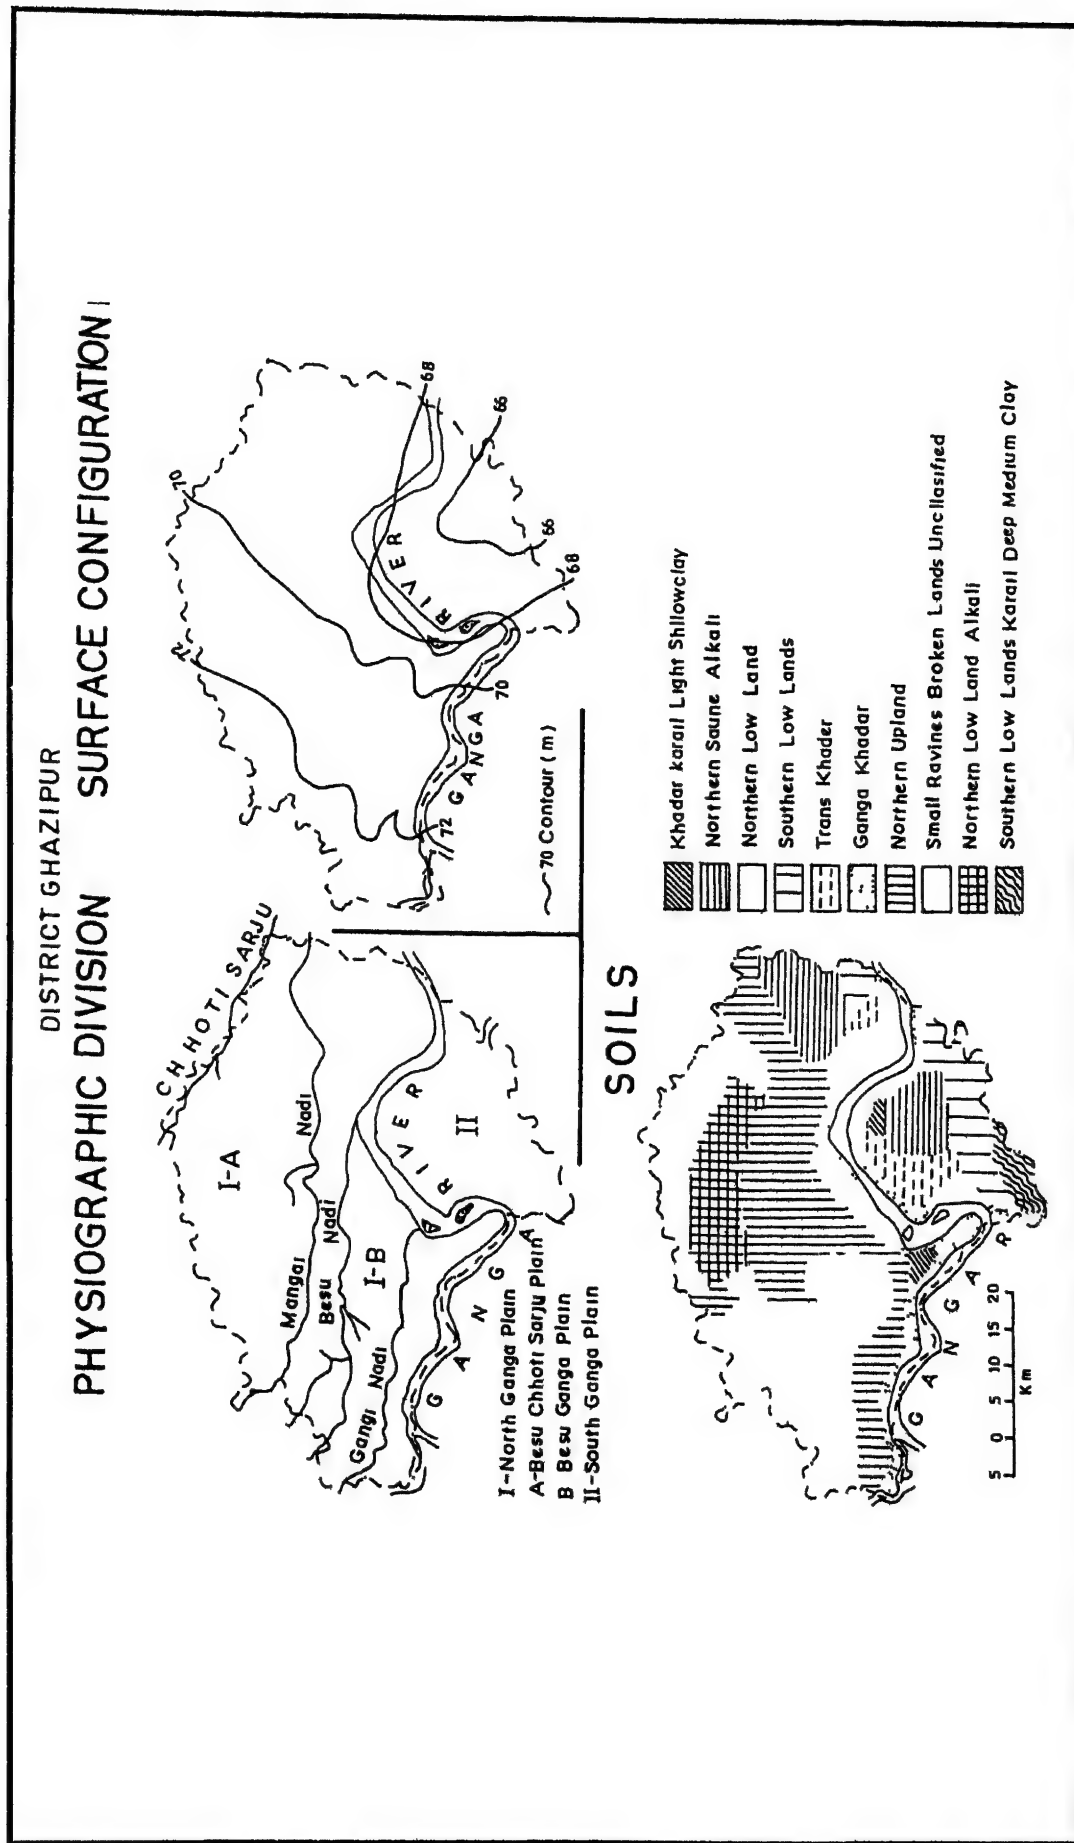 DISTRICT GHAZIPUR
PHYSIOGRAPHIC DIVISION
SURFACE CONFIGURATION
CHHOTI SARJU
I-A
Mangai Nadi
Besu Nadi
I-B
Gangi Nadi
GANGA RIVER
II
I-North Ganga Plain
A-Besu Chhoti Sarju Plain
B Besu Ganga Plain
II-South Ganga Plain
72
70
68
66
66
68
70
72
GANGA RIVER
70 Contour (m)
SOILS
GANGA R.
5 0 5 10 15 20
Km
Khadar karail Light Shllowclay
Northern Saune Alkali
Northern Low Land
Southern Low Lands
Trans Khader
Ganga Khadar
Northern Upland
Small Ravines Broken Lands Uncllasified
Northern Low Land Alkali
Southern Low Lands Karail Deep Medium Clay